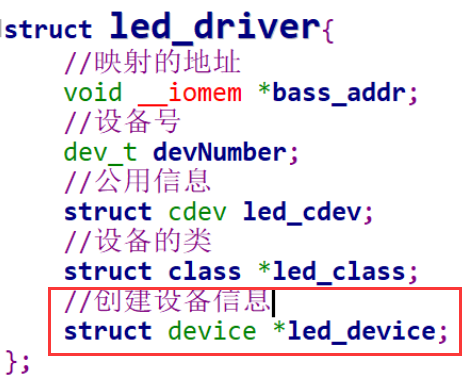 struct led_driver{
//映射的地址
void __iomem *bass_addr;
//设备号
dev_t devNumber;
//公用信息
struct cdev led_cdev;
//设备的类
struct class *led_class;
//创建设备信息
struct device *led_device;
};